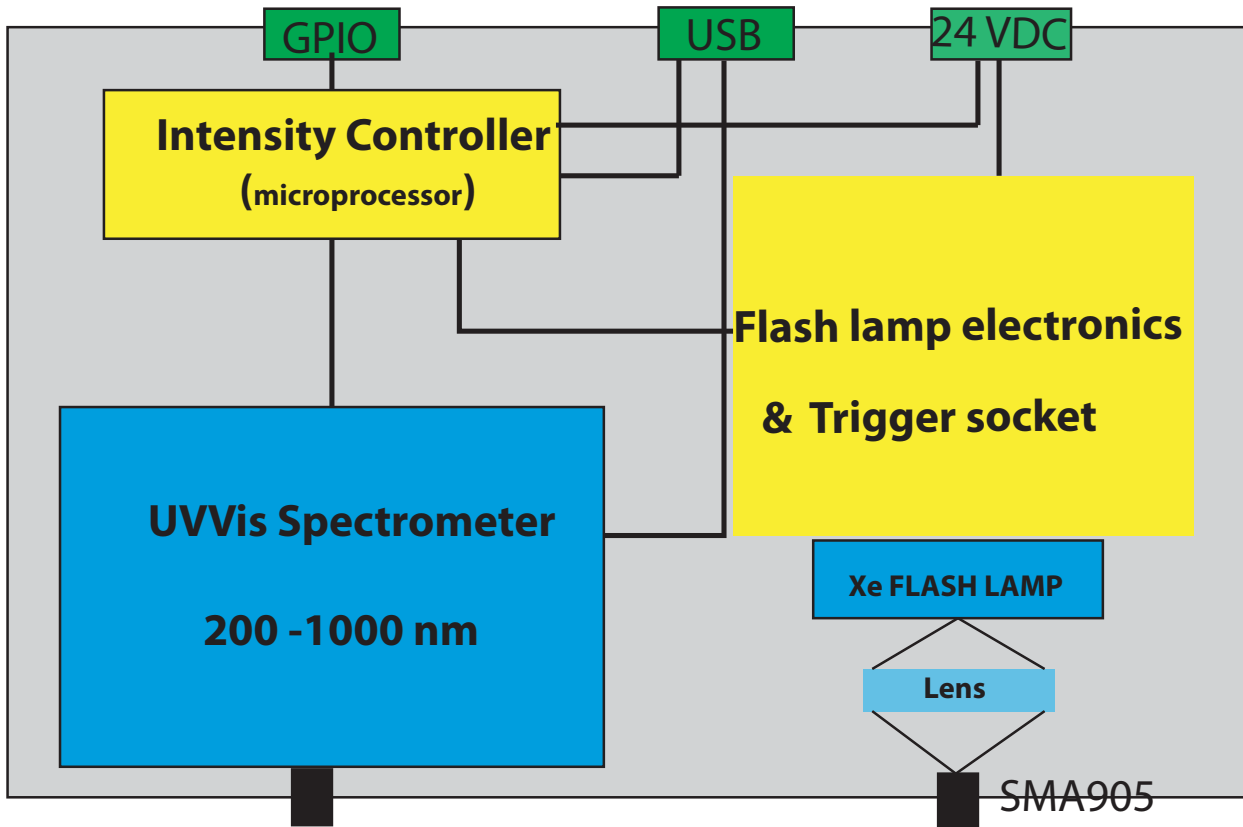 GPIO
USB
24 VDC
Intensity Controller
(microprocessor)
Flash lamp electronics
& Trigger socket
UVVis Spectrometer
200 -1000 nm
Xe FLASH LAMP
Lens
SMA905